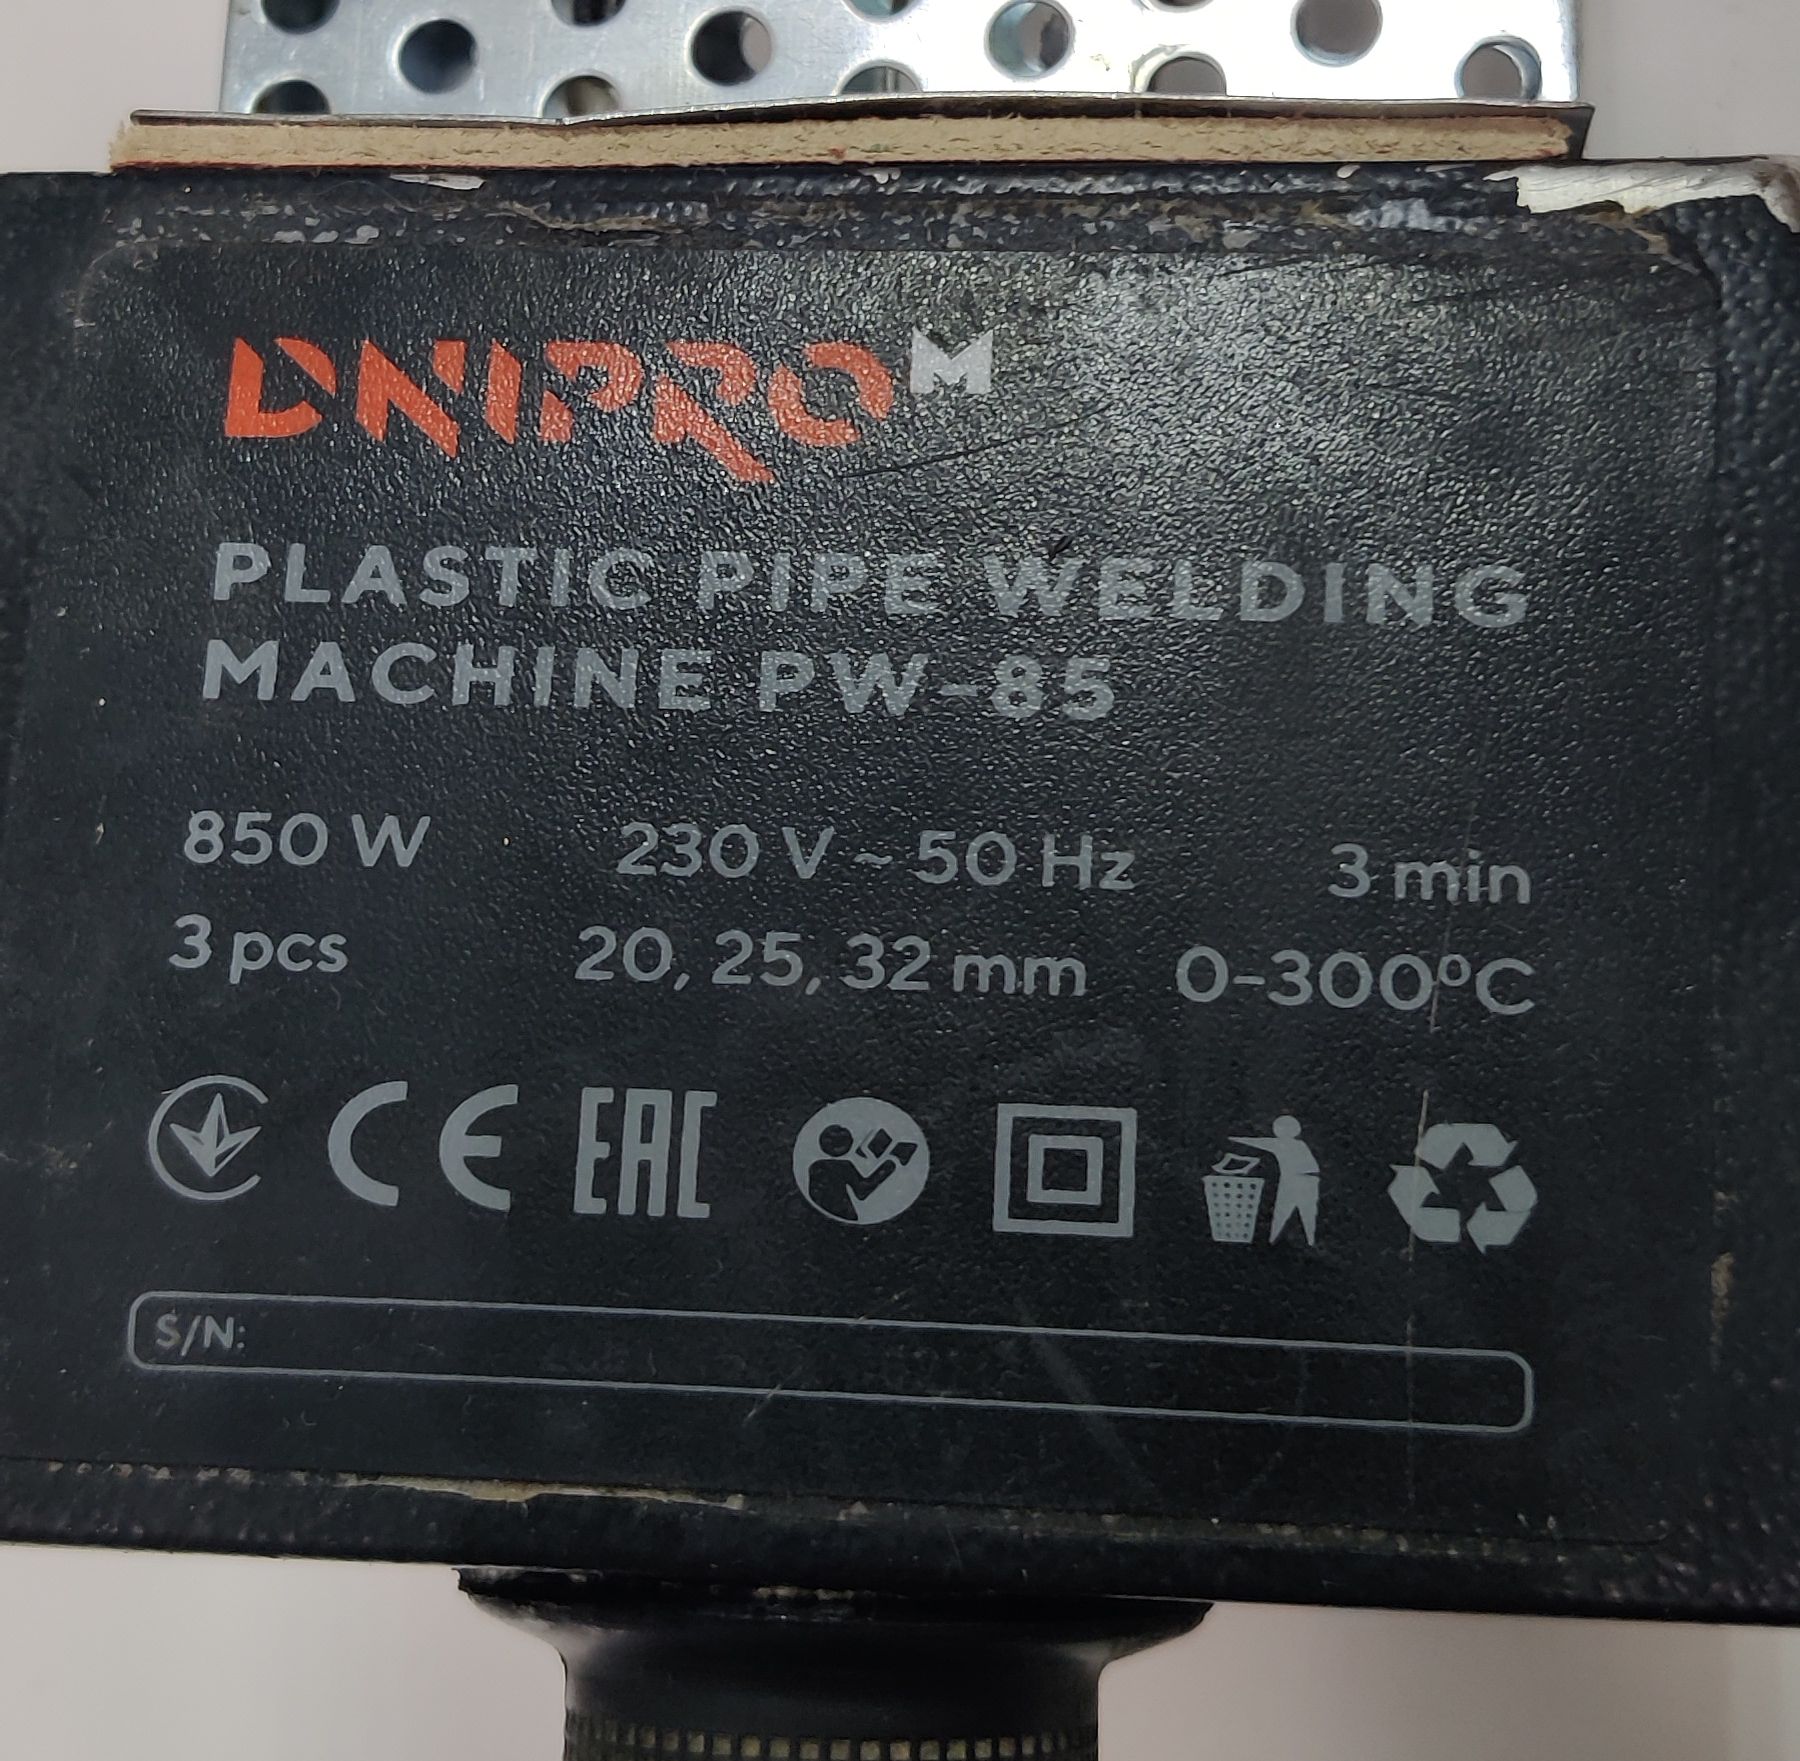 DNIPRO M
PLASTIC PIPE WELDING
MACHINE PW-85
850 W 230 V ~ 50 Hz 3 min
3 pcs 20, 25, 32 mm 0-300°C
CE EAC
S/N: